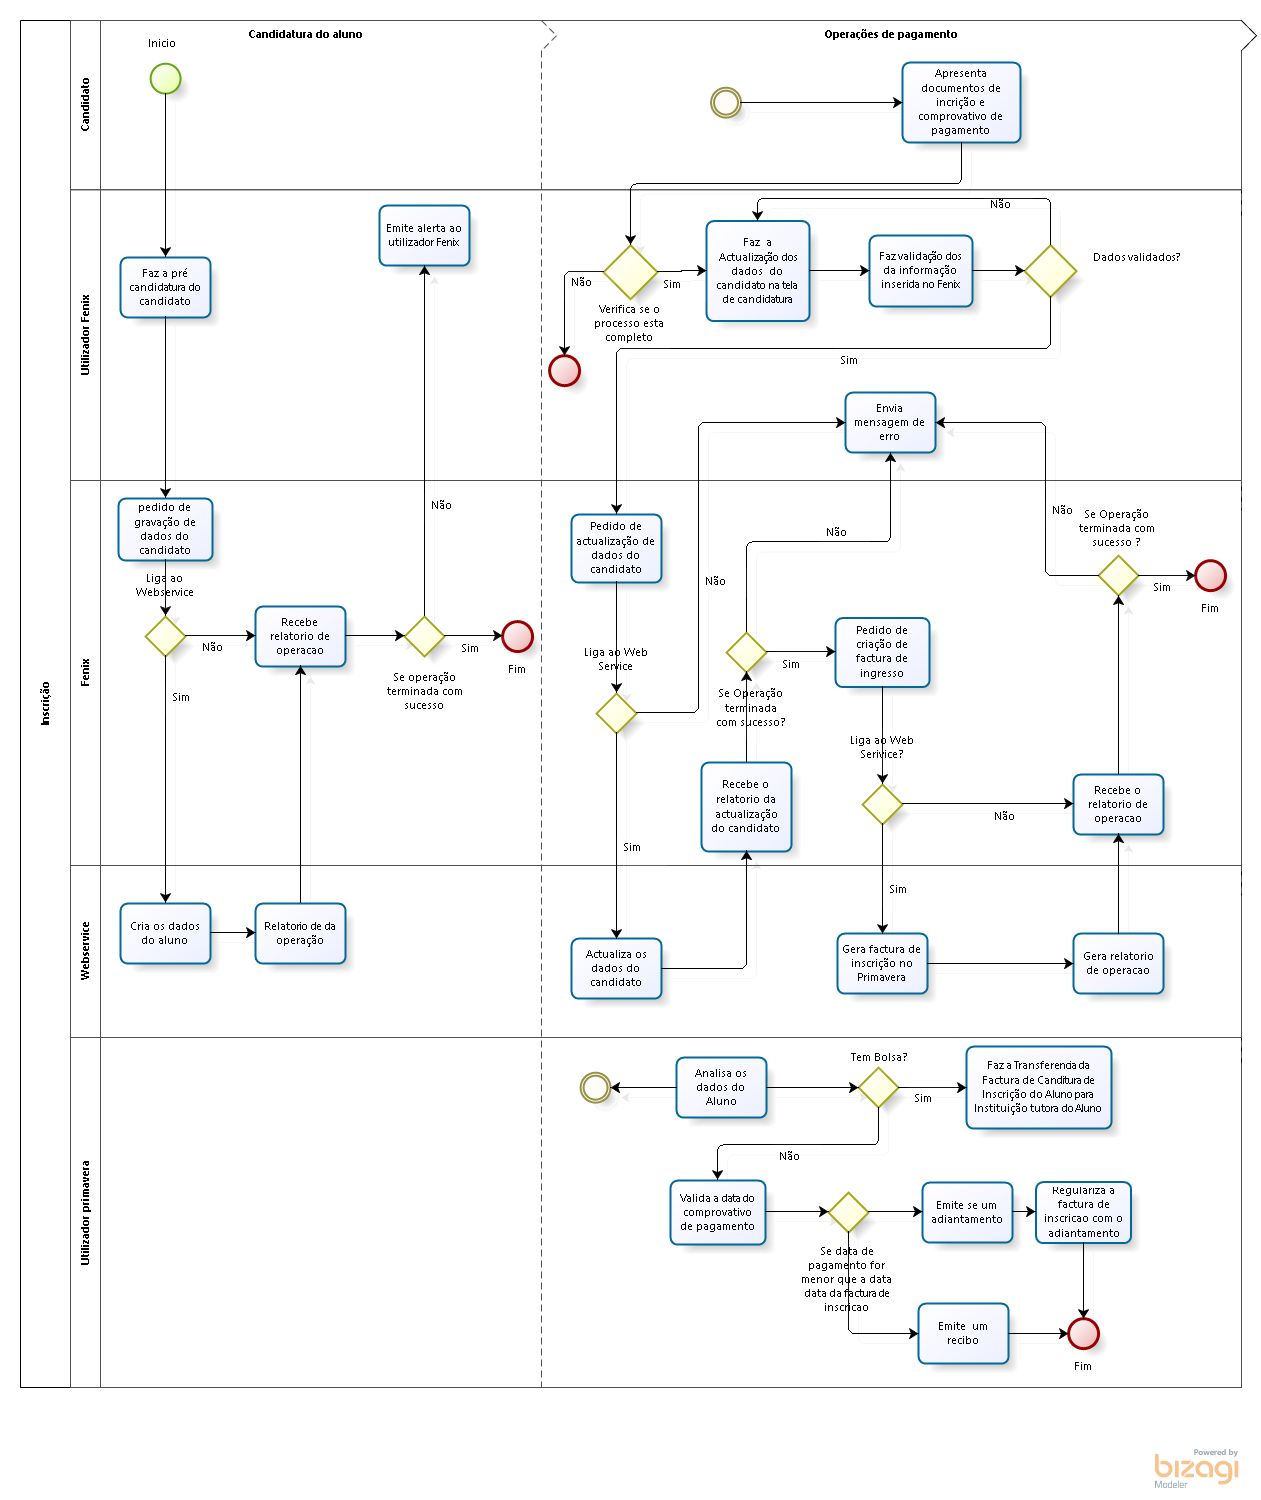 Candidatura do aluno
Operações de pagamento
Inscrição
Candidato
Inicio
Apresenta
documentos de
incrição e
comprovativo de
pagamento
Utilizador Fenix
Faz a pré
candidatura do
candidato
Emite alerta ao
utilizador Fenix
Não
Sim
Verifica se o
processo esta
completo
Faz a
Actualização dos
dados do
candidato na tela
de candidatura
Faz validação dos
da informação
inserida no Fenix
Não
Dados validados?
Sim
Envia
mensagem de
erro
Fenix
pedido de
gravação de
dados do
candidato
Liga ao
Webservice
Não
Sim
Recebe
relatorio de
operacao
Não
Sim
Se operação
terminada com
sucesso
Fim
Pedido de
actualização de
dados do
candidato
Liga ao Web
Service
Não
Sim
Recebe o
relatorio da
actualização
do candidato
Se Operação
terminada
com sucesso?
Não
Sim
Pedido de
criação de
factura de
ingresso
Liga ao Web
Serivice?
Não
Sim
Recebe o
relatorio de
operacao
Se Operação
terminada com
sucesso ?
Não
Sim
Fim
Webservice
Cria os dados
do aluno
Relatorio de da
operação
Actualiza os
dados do
candidato
Gera factura de
inscrição no
Primavera
Gera relatorio
de operacao
Utilizador primavera
Analisa os
dados do
Aluno
Tem Bolsa?
Sim
Não
Faz a Transferencia da
Factura de Canditura de
Inscrição do Aluno para
Instituição tutora do Aluno
Valida a data do
comprovativo
de pagamento
Se data de
pagamento for
menor que a data
data da factura de
inscricao
Emite se um
adiantamento
Regulariza a
factura de
inscricao com o
adiantamento
Emite um
recibo
Fim
Powered by
bizagi
Modeler